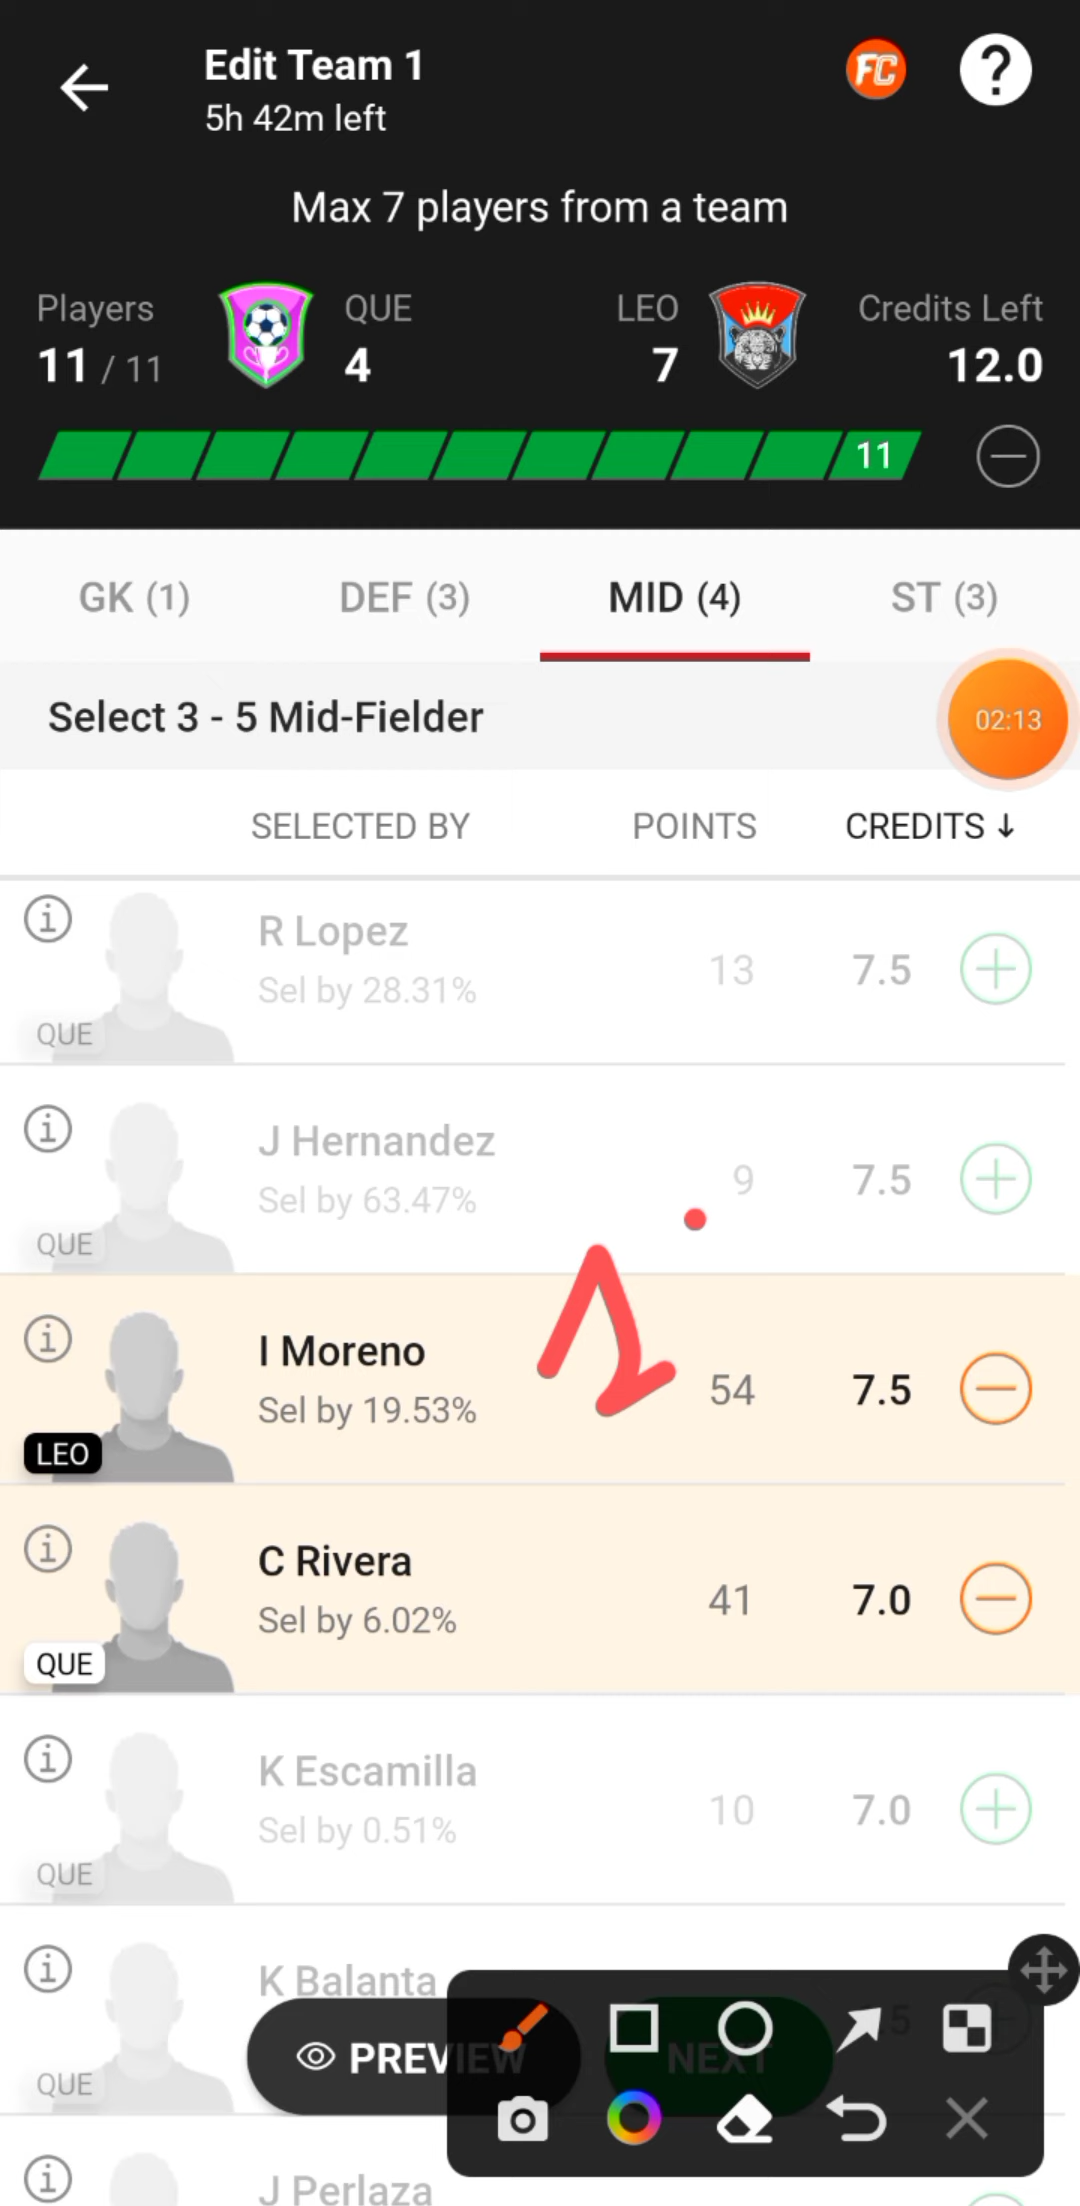 Edit Team 1
5h 42m left
FC
?
Max 7 players from a team
Players
11 / 11
QUE
4
LEO
7
Credits Left
12.0
11
GK (1)
DEF (3)
MID (4)
ST (3)
Select 3 - 5 Mid-Fielder
02:13
SELECTED BY
POINTS
CREDITS ↓
R Lopez
Sel by 28.31%
13
7.5
QUE
J Hernandez
Sel by 63.47%
9
7.5
QUE
I Moreno
Sel by 19.53%
54
7.5
LEO
C Rivera
Sel by 6.02%
41
7.0
QUE
K Escamilla
Sel by 0.51%
10
7.0
QUE
K Balanta
QUE
PREVIEW
NEXT
J Perlaza